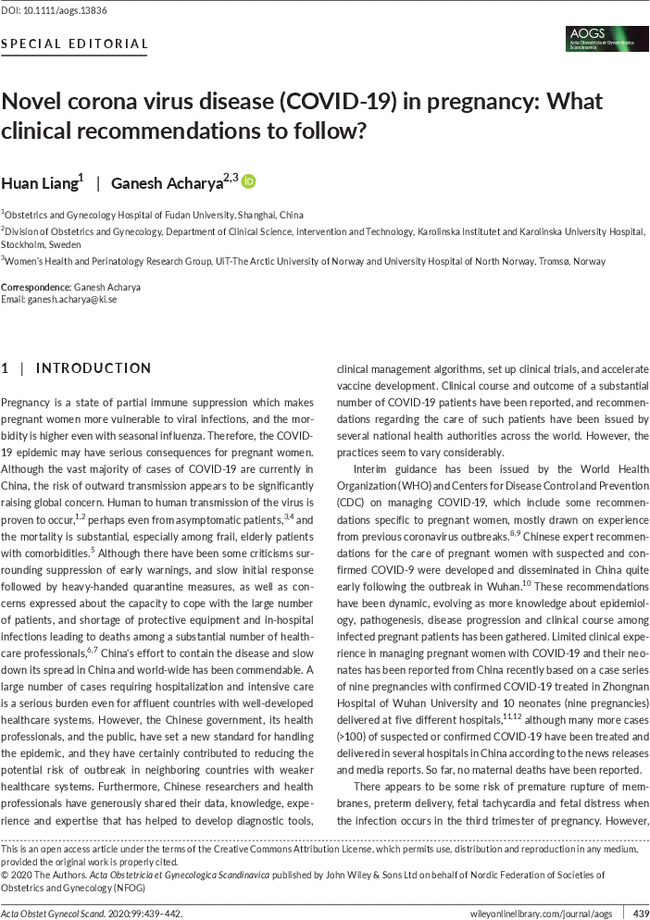 DOI: 10.1111/aogs.13836
SPECIAL EDITORIAL
AOGS
Acta Obstetricia et Gynecologica
Scandinavica
Novel corona virus disease (COVID-19) in pregnancy: What
clinical recommendations to follow?
Huan Liang1 | Ganesh Acharya2,3 iD
1Obstetrics and Gynecology Hospital of Fudan University, Shanghai, China
2Division of Obstetrics and Gynecology, Department of Clinical Science, Intervention and Technology, Karolinska Institutet and Karolinska University Hospital,
Stockholm, Sweden
3Women's Health and Perinatology Research Group, UiT-The Arctic University of Norway and University Hospital of North Norway, Tromsø, Norway
Correspondence: Ganesh Acharya
Email: ganesh.acharya@ki.se
1 | INTRODUCTION
Pregnancy is a state of partial immune suppression which makes
pregnant women more vulnerable to viral infections, and the mor-
bidity is higher even with seasonal influenza. Therefore, the COVID-
19 epidemic may have serious consequences for pregnant women.
Although the vast majority of cases of COVID-19 are currently in
China, the risk of outward transmission appears to be significantly
raising global concern. Human to human transmission of the virus is
proven to occur,1,2 perhaps even from asymptomatic patients,3,4 and
the mortality is substantial, especially among frail, elderly patients
with comorbidities.5 Although there have been some criticisms sur-
rounding suppression of early warnings, and slow initial response
followed by heavy-handed quarantine measures, as well as con-
cerns expressed about the capacity to cope with the large number
of patients, and shortage of protective equipment and in-hospital
infections leading to deaths among a substantial number of health-
care professionals,6,7 China's effort to contain the disease and slow
down its spread in China and world-wide has been commendable. A
large number of cases requiring hospitalization and intensive care
is a serious burden even for affluent countries with well-developed
healthcare systems. However, the Chinese government, its health
professionals, and the public, have set a new standard for handling
the epidemic, and they have certainly contributed to reducing the
potential risk of outbreak in neighboring countries with weaker
healthcare systems. Furthermore, Chinese researchers and health
professionals have generously shared their data, knowledge, expe-
rience and expertise that has helped to develop diagnostic tools,
clinical management algorithms, set up clinical trials, and accelerate
vaccine development. Clinical course and outcome of a substantial
number of COVID-19 patients have been reported, and recommen-
dations regarding the care of such patients have been issued by
several national health authorities across the world. However, the
practices seem to vary considerably.
Interim guidance has been issued by the World Health
Organization (WHO) and Centers for Disease Control and Prevention
(CDC) on managing COVID-19, which include some recommen-
dations specific to pregnant women, mostly drawn on experience
from previous coronavirus outbreaks.8,9 Chinese expert recommen-
dations for the care of pregnant women with suspected and con-
firmed COVID-9 were developed and disseminated in China quite
early following the outbreak in Wuhan.10 These recommendations
have been dynamic, evolving as more knowledge about epidemiol-
ogy, pathogenesis, disease progression and clinical course among
infected pregnant patients has been gathered. Limited clinical expe-
rience in managing pregnant women with COVID-19 and their neo-
nates has been reported from China recently based on a case series
of nine pregnancies with confirmed COVID-19 treated in Zhongnan
Hospital of Wuhan University and 10 neonates (nine pregnancies)
delivered at five different hospitals,11,12 although many more cases
(>100) of suspected or confirmed COVID-19 have been treated and
delivered in several hospitals in China according to the news releases
and media reports. So far, no maternal deaths have been reported.
There appears to be some risk of premature rupture of mem-
branes, preterm delivery, fetal tachycardia and fetal distress when
the infection occurs in the third trimester of pregnancy. However,
This is an open access article under the terms of the Creative Commons Attribution License, which permits use, distribution and reproduction in any medium,
provided the original work is properly cited.
© 2020 The Authors. Acta Obstetricia et Gynecologica Scandinavica published by John Wiley & Sons Ltd on behalf of Nordic Federation of Societies of
Obstetrics and Gynecology (NFOG)
Acta Obstet Gynecol Scand. 2020;99:439–442.
wileyonlinelibrary.com/journal/aogs | 439